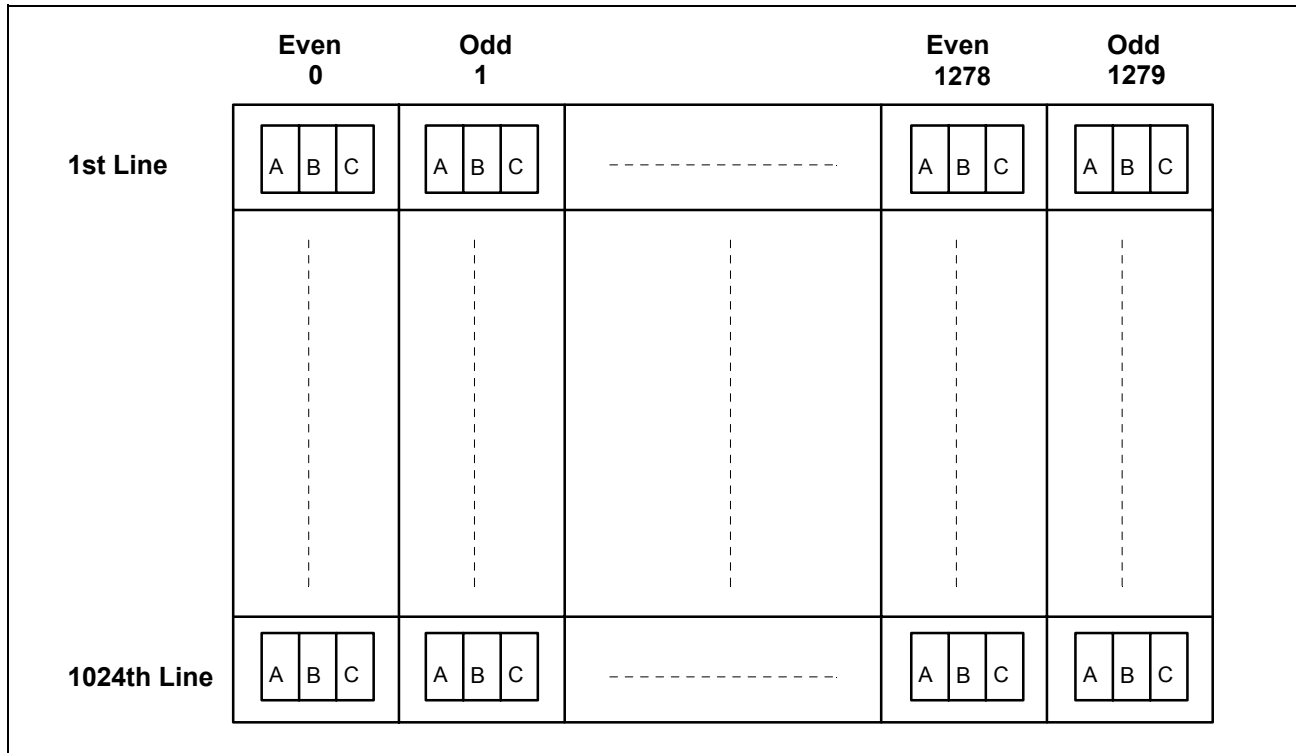 Even Odd Even Odd
0 1 1278 1279
1st Line A B C A B C A B C A B C
1024th Line A B C A B C A B C A B C